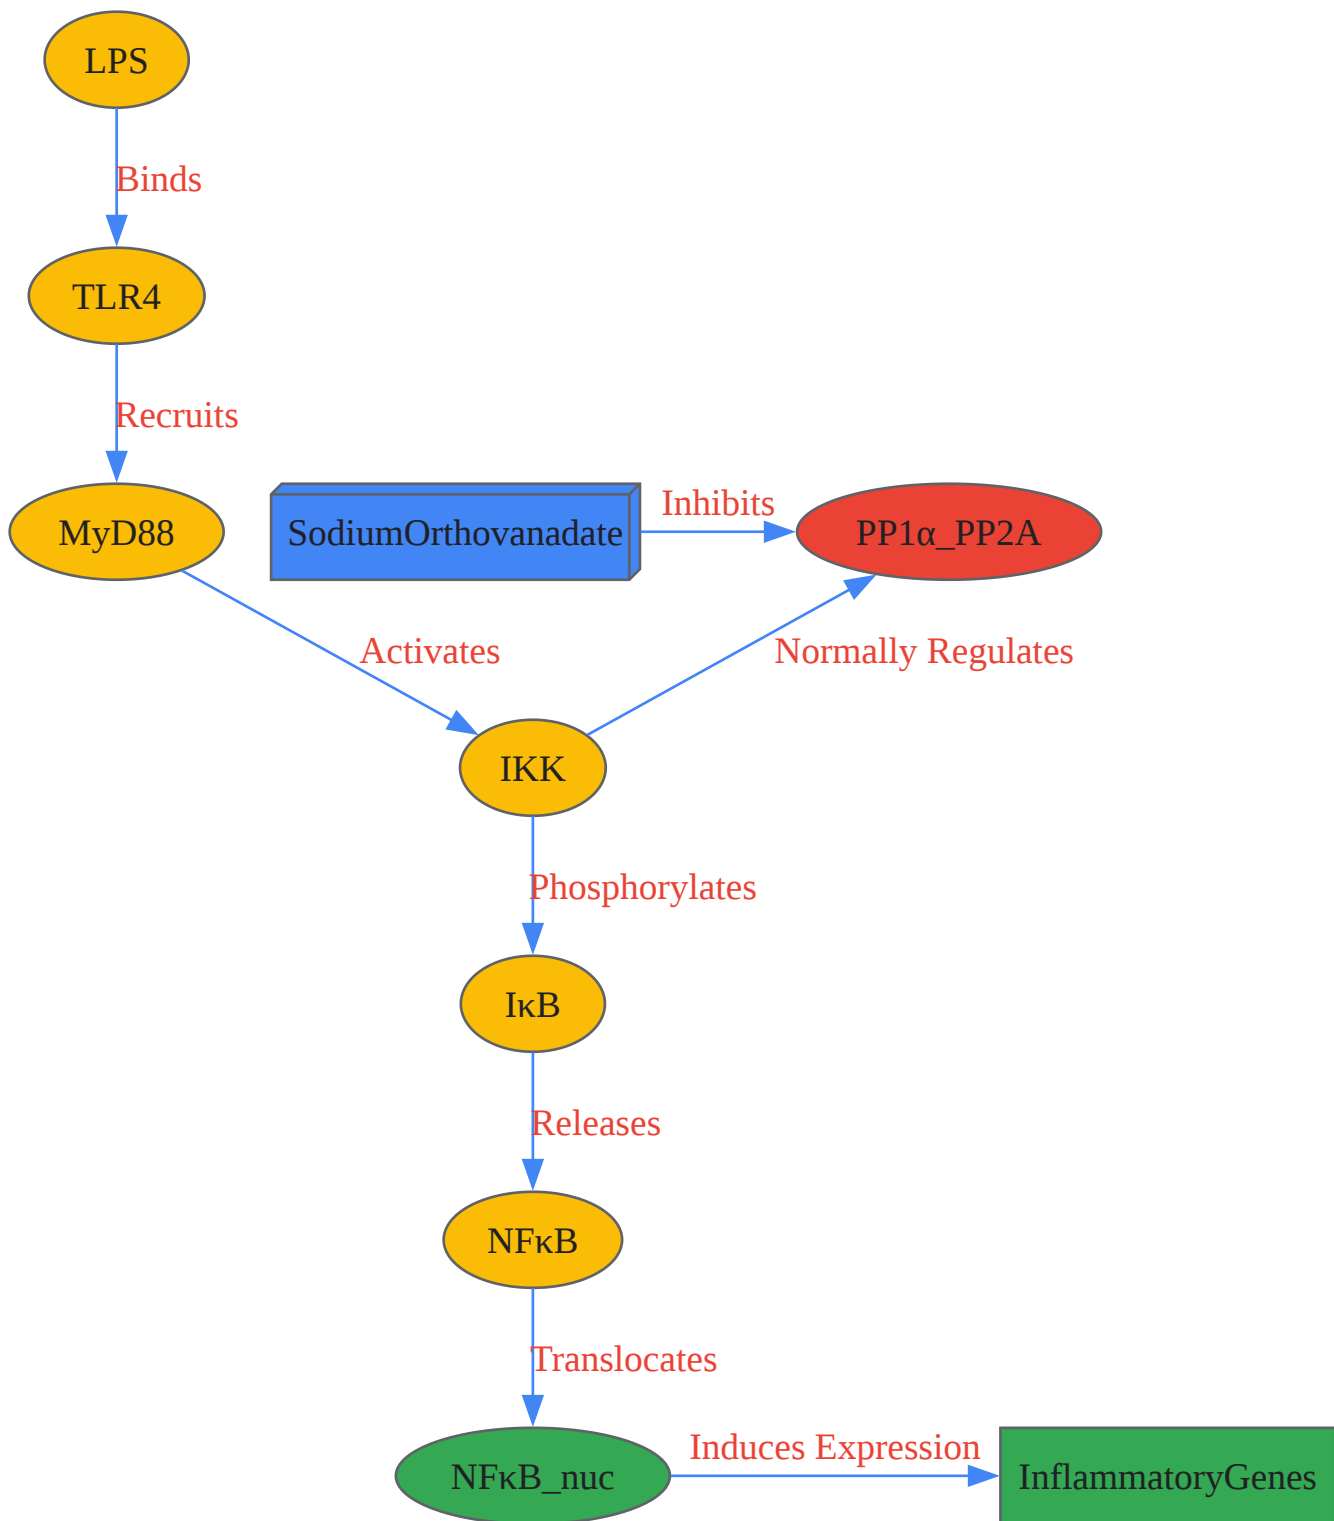 LPS
Binds
TLR4
Recruits
MyD88
SodiumOrthovanadate
Inhibits
PP1α_PP2A
Activates
Normally Regulates
IKK
Phosphorylates
IκB
Releases
NFκB
Translocates
NFκB_nuc
Induces Expression
InflammatoryGenes